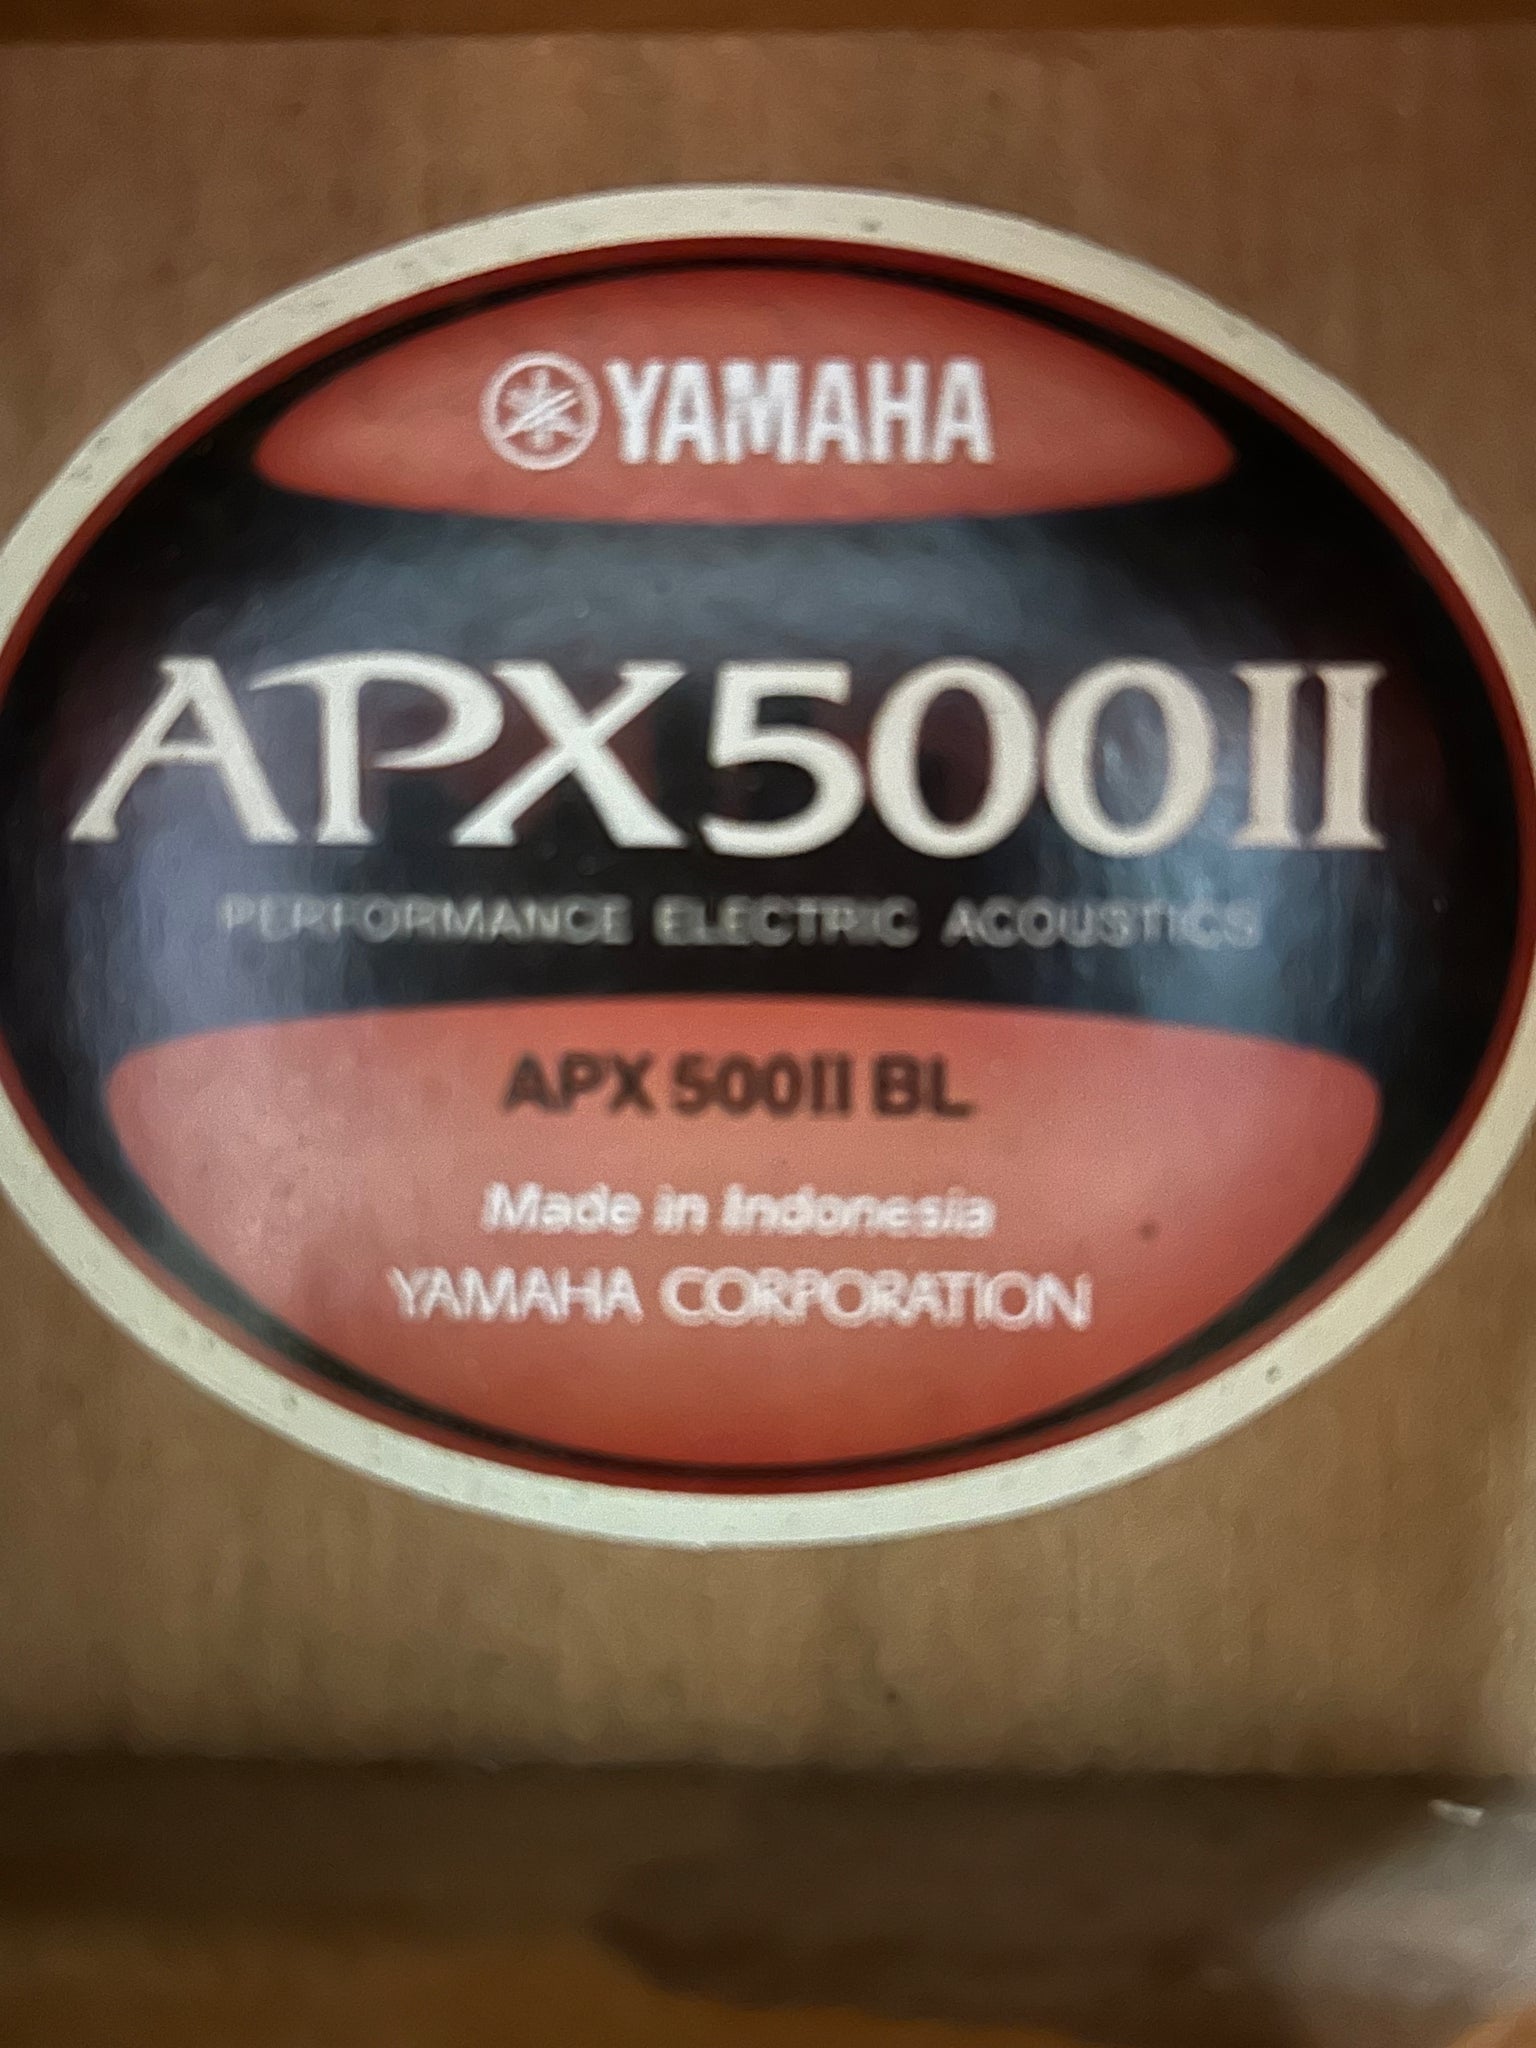 YAMAHA
APX500II
PERFORMANCE ELECTRIC ACOUSTICS
APX 500II BL
Made in Indonesia
YAMAHA CORPORATION